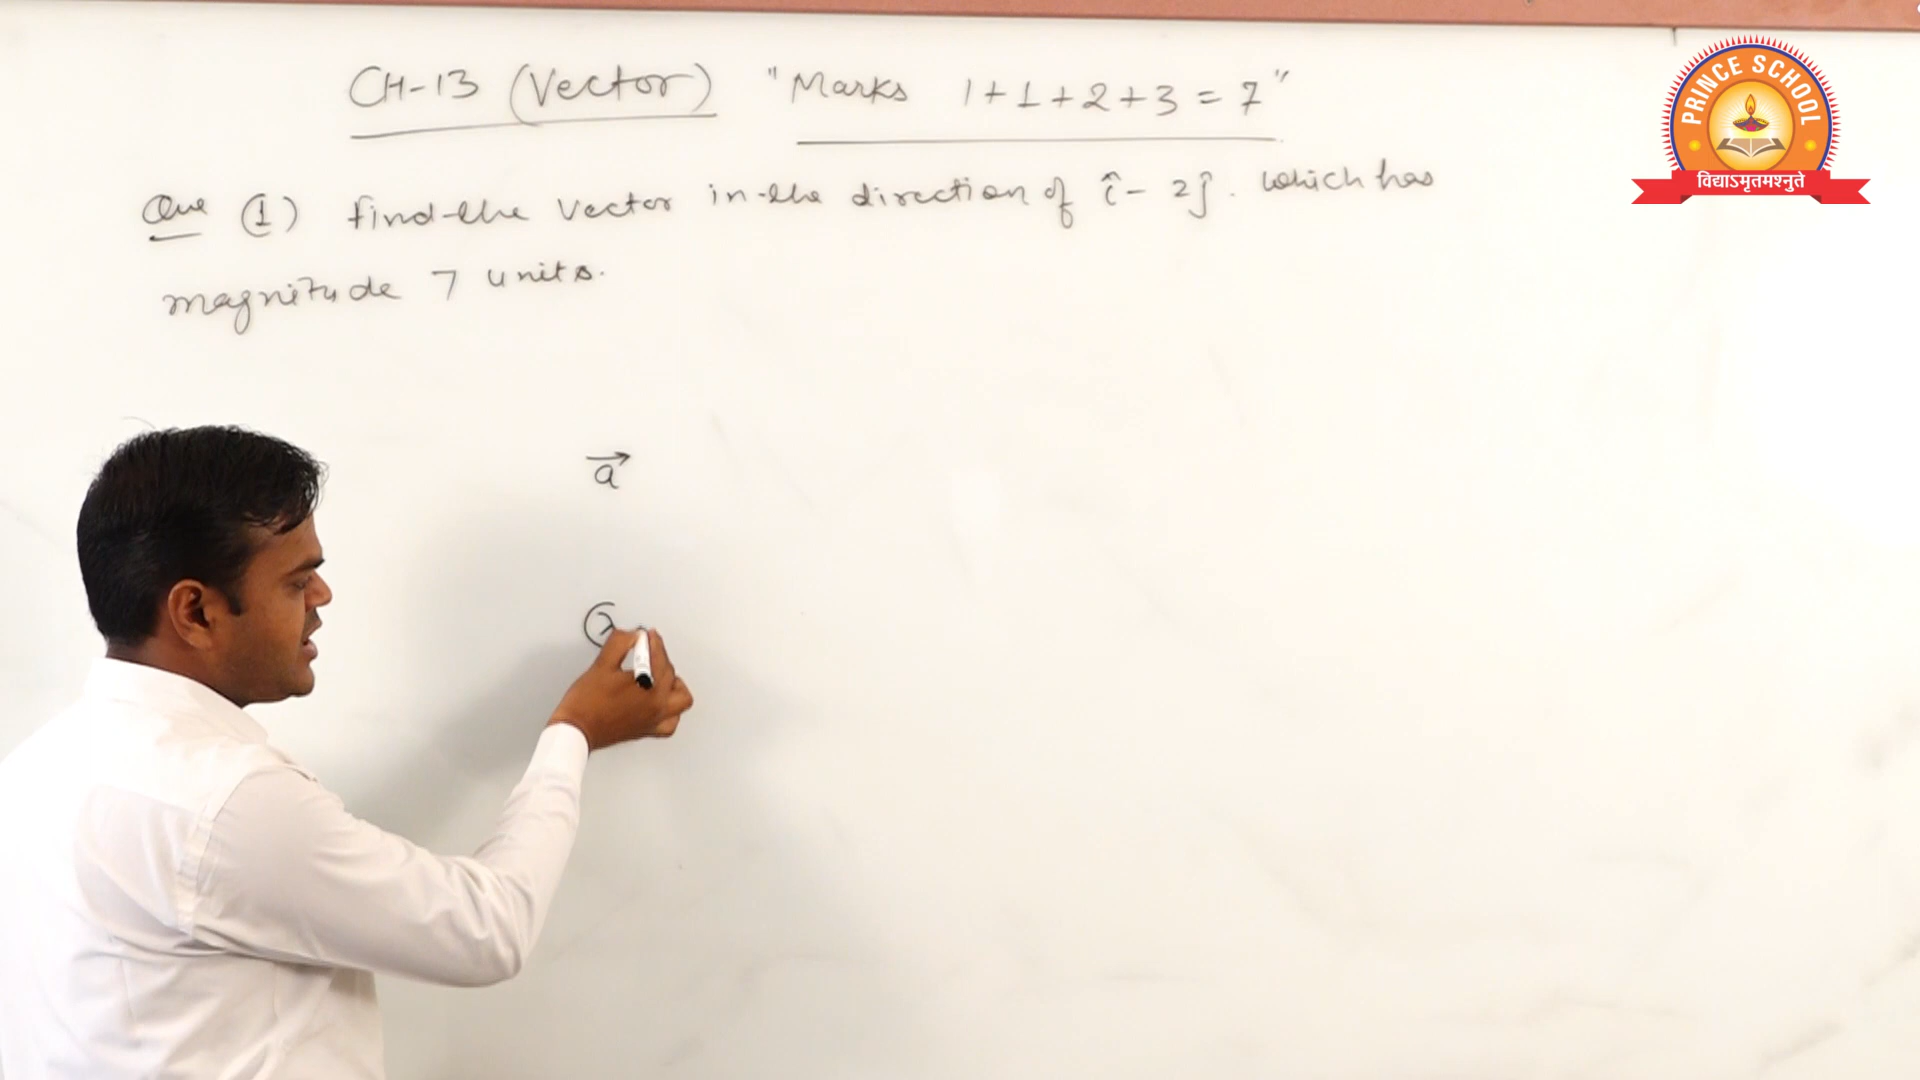 CH-13 (Vector) "Marks 1+1+2+3=7"
Que (1) find the Vector in the direction of î - 2ĵ. which has
magnitude 7 units.
a⃗
(λ
PRINCE SCHOOL
विद्याऽमृतमश्नुते